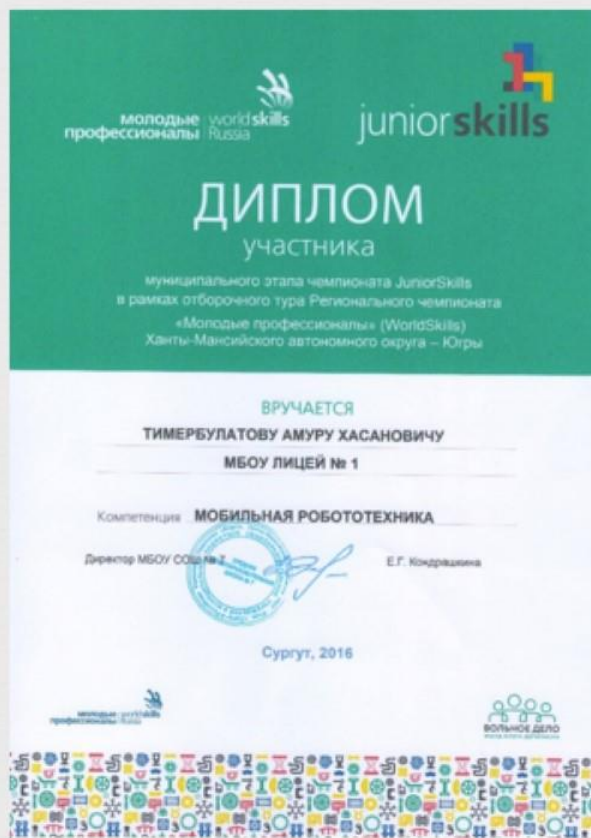 молодые
профессионалы
worldskills
Russia
juniorskills
ДИПЛОМ
участника
муниципального этапа чемпионата JuniorSkills
в рамках отборочного тура Регионального чемпионата
«Молодые профессионалы» (WorldSkills)
Ханты-Мансийского автономного округа – Югры
ВРУЧАЕТСЯ
ТИМЕРБУЛАТОВУ АМУРУ ХАСАНОВИЧУ
МБОУ ЛИЦЕЙ № 1
Компетенция МОБИЛЬНАЯ РОБОТОТЕХНИКА
Директор МБОУ СОШ № 7 Е.Г. Кондрашкина
Сургут, 2016
молодые
профессионалы
worldskills
Russia
ВОЛЬНОЕ ДЕЛО